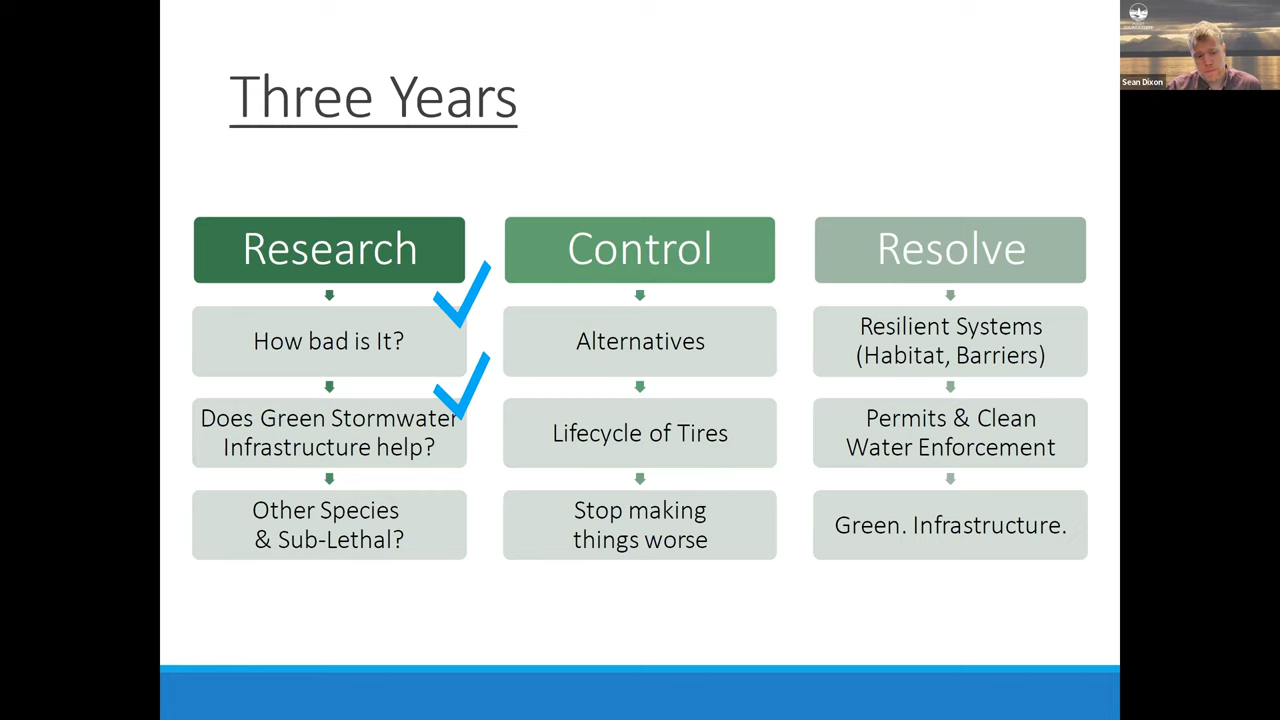 Three Years
Research
How bad is It?
Does Green Stormwater
Infrastructure help?
Other Species
& Sub-Lethal?
Control
Alternatives
Lifecycle of Tires
Stop making
things worse
Resolve
Resilient Systems
(Habitat, Barriers)
Permits & Clean
Water Enforcement
Green. Infrastructure.
Sean Dixon